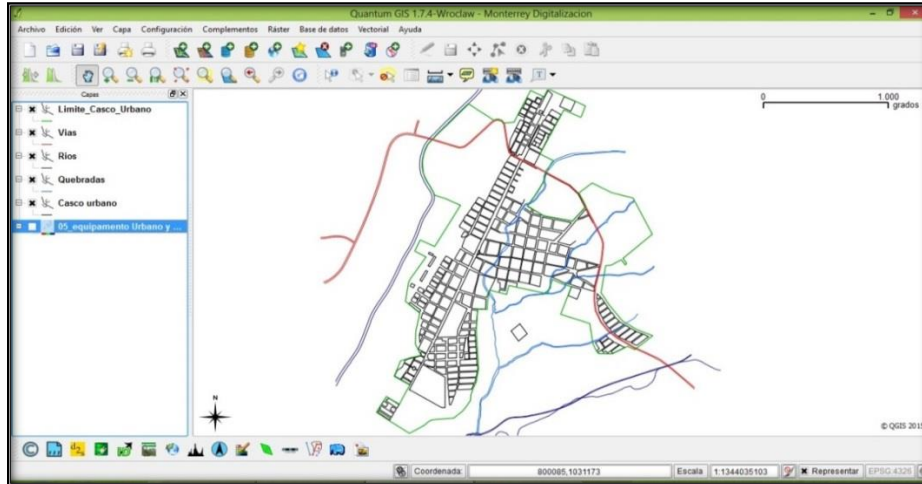 Quantum GIS 1.7.4-Wroclaw - Monterrey Digitalizacion
Archivo Edición Ver Capa Configuración Complementos Ráster Base de datos Vectorial Ayuda
Capas
Limite_Casco_Urbano
Vias
Rios
Quebradas
Casco urbano
05_equipamento Urbano y ...
0 1.000
grados
N
© QGIS 2015
Coordenada: 800085,1031173 Escala 1:1344035103 Representar EPSG:4326